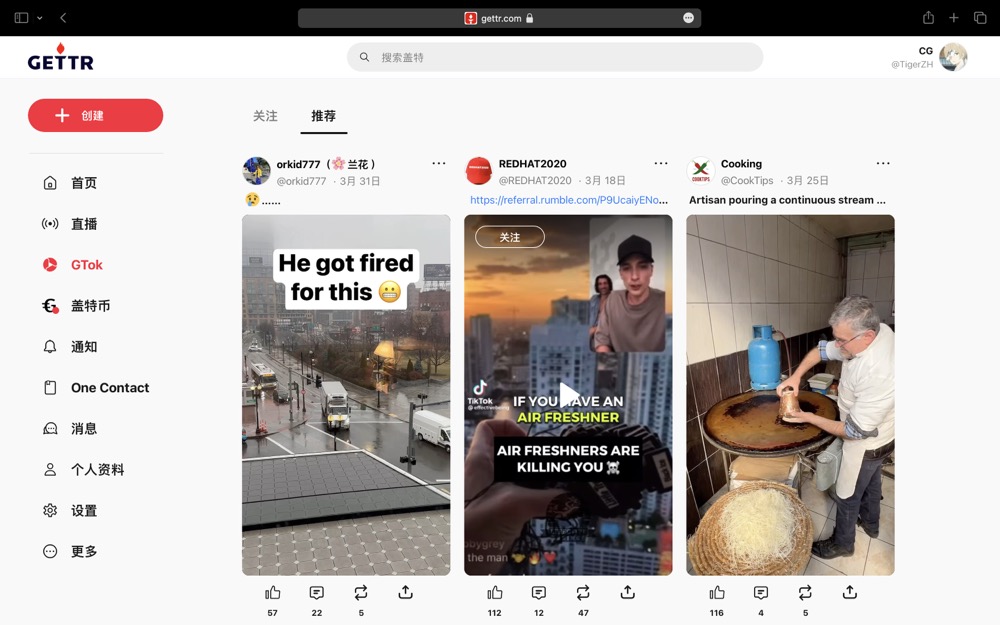 gettr.com
GETTR
搜索盖特
CG
@TigerZH
创建
首页
直播
GTok
盖特币
通知
One Contact
消息
个人资料
设置
更多
关注
推荐
orkid777（🌸兰花）
@orkid777 · 3月 31日
😢......
He got fired
for this 😬
57
22
5
REDHAT2020
@REDHAT2020 · 3月 18日
https://referral.rumble.com/P9UcaiyENo...
关注
TikTok
IF YOU HAVE AN
AIR FRESHNER
AIR FRESHNERS ARE
KILLING YOU ☠️
the man
112
12
47
Cooking
@CookTips · 3月 25日
COOKTIPS
Artisan pouring a continuous stream ...
116
4
5